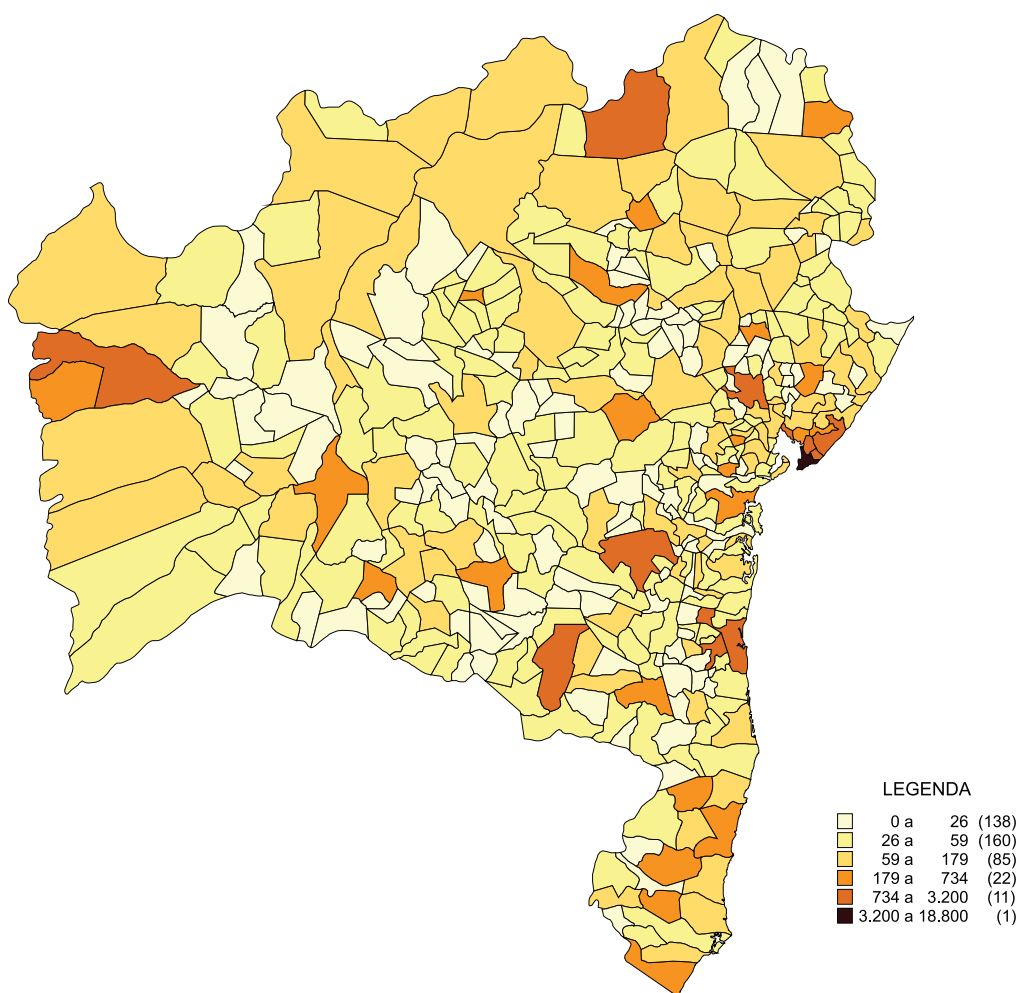 LEGENDA
0 a 26 (138)
26 a 59 (160)
59 a 179 (85)
179 a 734 (22)
734 a 3.200 (11)
3.200 a 18.800 (1)